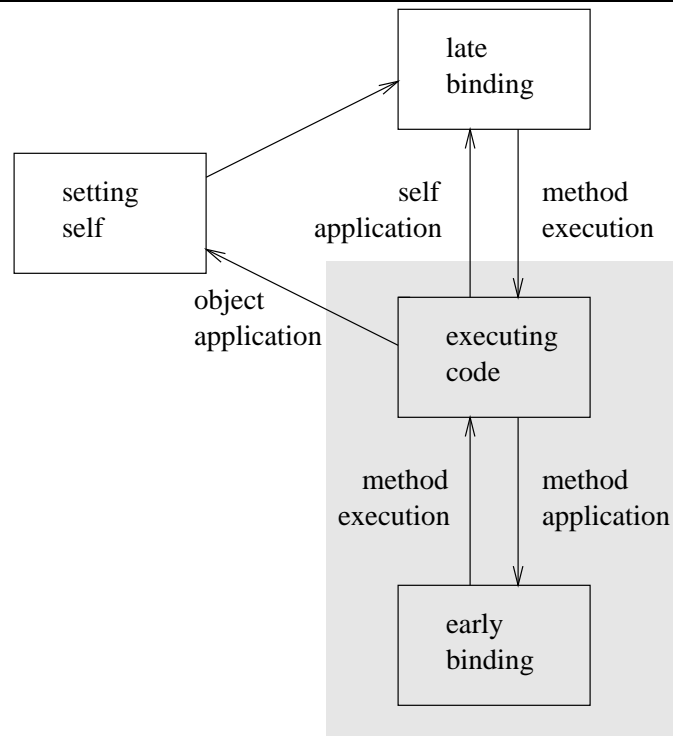 late
binding
setting
self
self
application
method
execution
object
application
executing
code
method
execution
method
application
early
binding